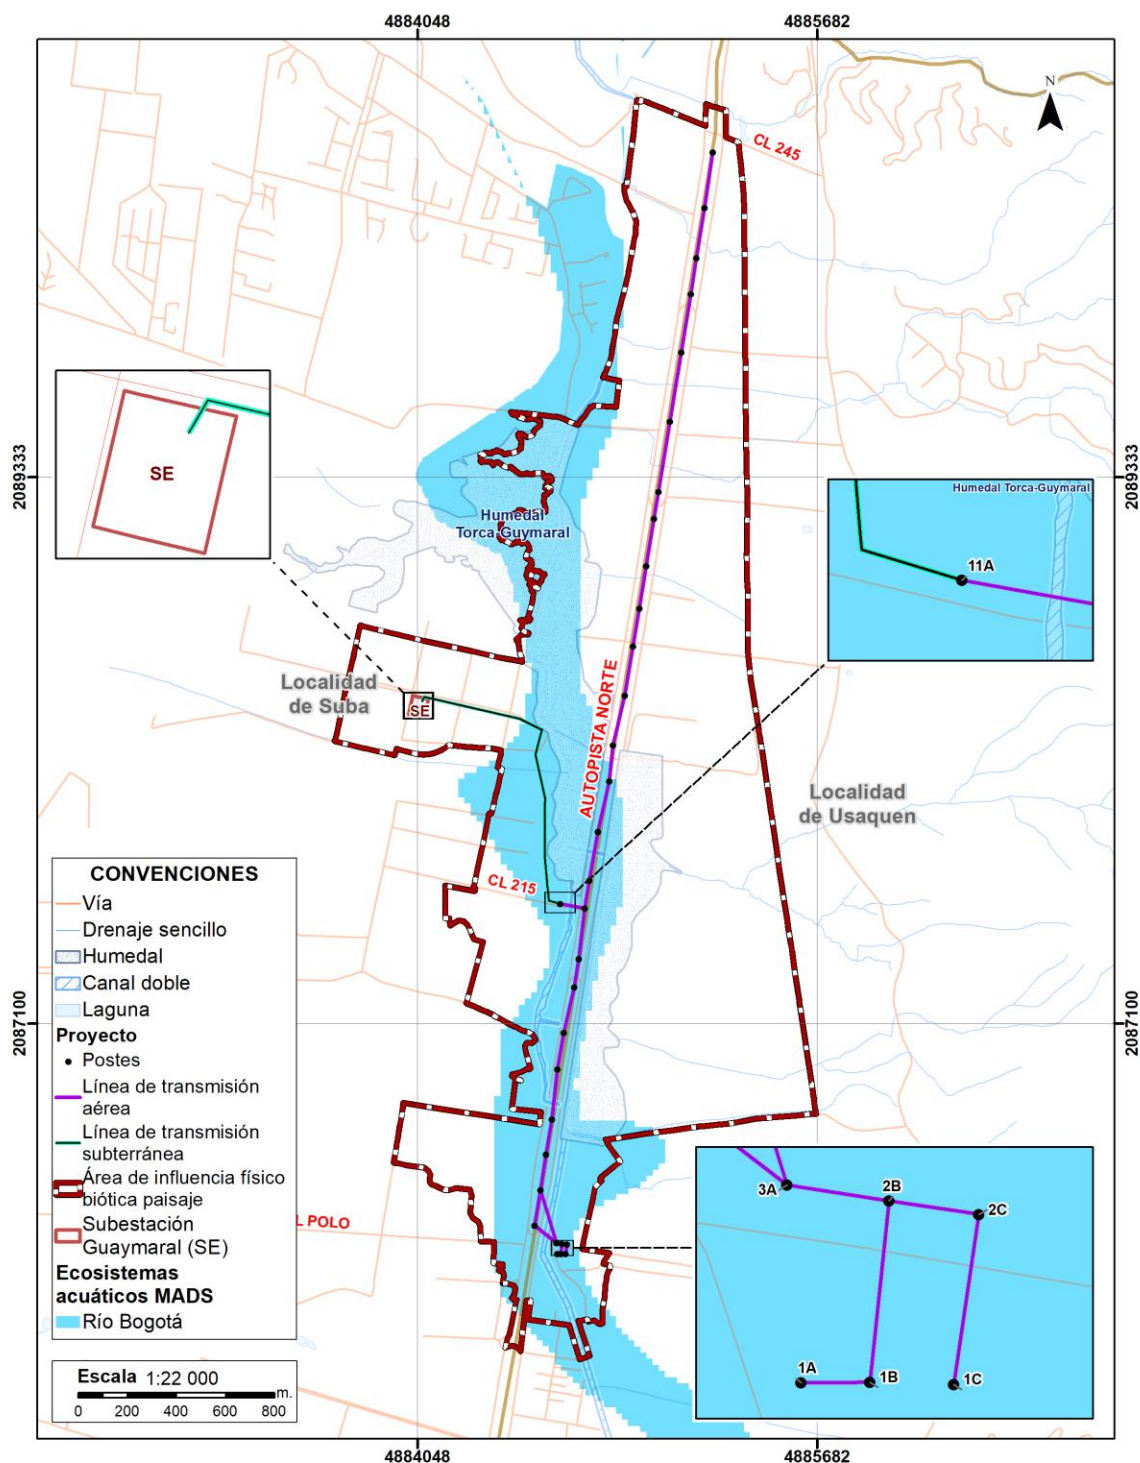 4884048
4885682
N
CL 245
2089333
2089333
SE
Humedal
Torca-Guymaral
Humedal Torca-Guymaral
11A
Localidad
de Suba
SE
AUTOPISTA NORTE
Localidad
de Usaquen
CL 215
CONVENCIONES
Vía
Drenaje sencillo
Humedal
Canal doble
Laguna
Proyecto
Postes
Línea de transmisión
aérea
Línea de transmisión
subterránea
Área de influencia físico
biótica paisaje
Subestación
Guaymaral (SE)
Ecosistemas
acuáticos MADS
Río Bogotá
2087100
2087100
L POLO
3A
2B
2C
1A
1B
1C
Escala 1:22 000
m.
0 200 400 600 800
4884048
4885682